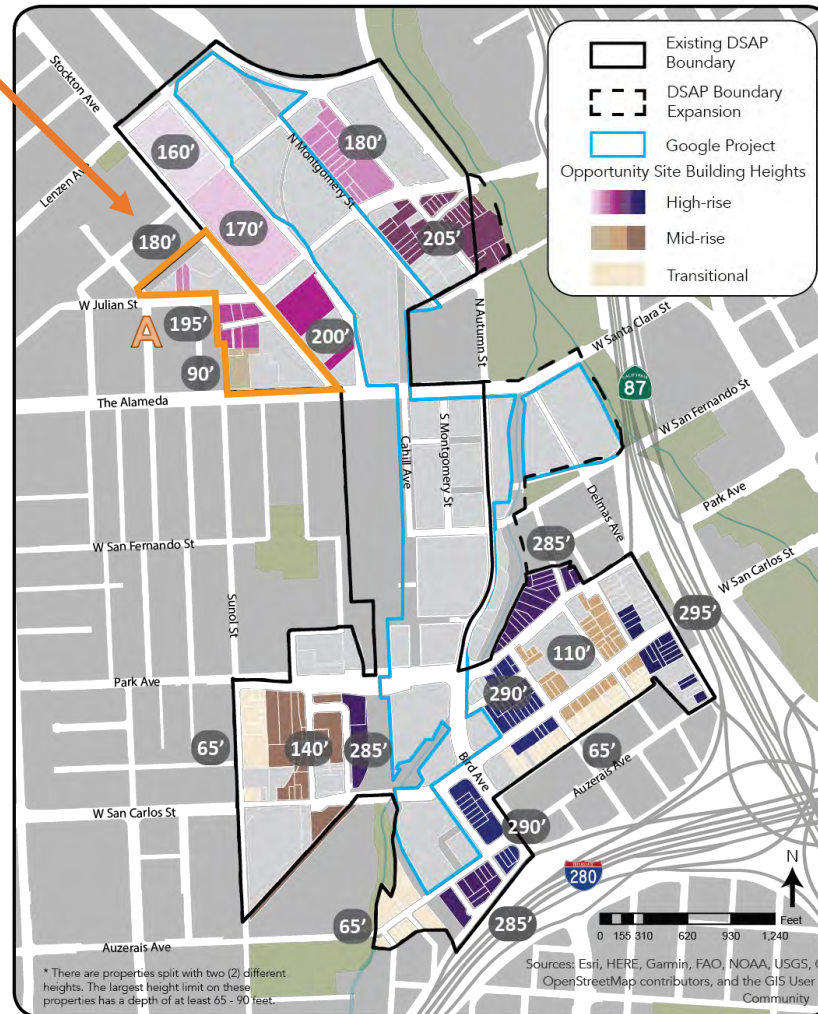 Existing DSAP
Boundary
DSAP Boundary
Expansion
Google Project
Opportunity Site Building Heights
High-rise
Mid-rise
Transitional
Stockton Ave
Lenzen Ave
N Montgomery St
160'
180'
170'
205'
180'
W Julian St
A
195'
200'
90'
N Autumn St
W Santa Clara St
CALIFORNIA
87
The Alameda
W San Fernando St
Cahill Ave
S Montgomery St
Delmas Ave
Park Ave
W San Carlos St
W San Fernando St
Sunol St
285'
295'
110'
Park Ave
290'
65'
140'
285'
65'
Bird Ave
Auzerais Ave
W San Carlos St
290'
280
N
65'
285'
Feet
0 155 310 620 930 1,240
Auzerais Ave
* There are properties split with two (2) different
heights. The largest height limit on these
properties has a depth of at least 65 - 90 feet.
Sources: Esri, HERE, Garmin, FAO, NOAA, USGS,
OpenStreetMap contributors, and the GIS User
Community